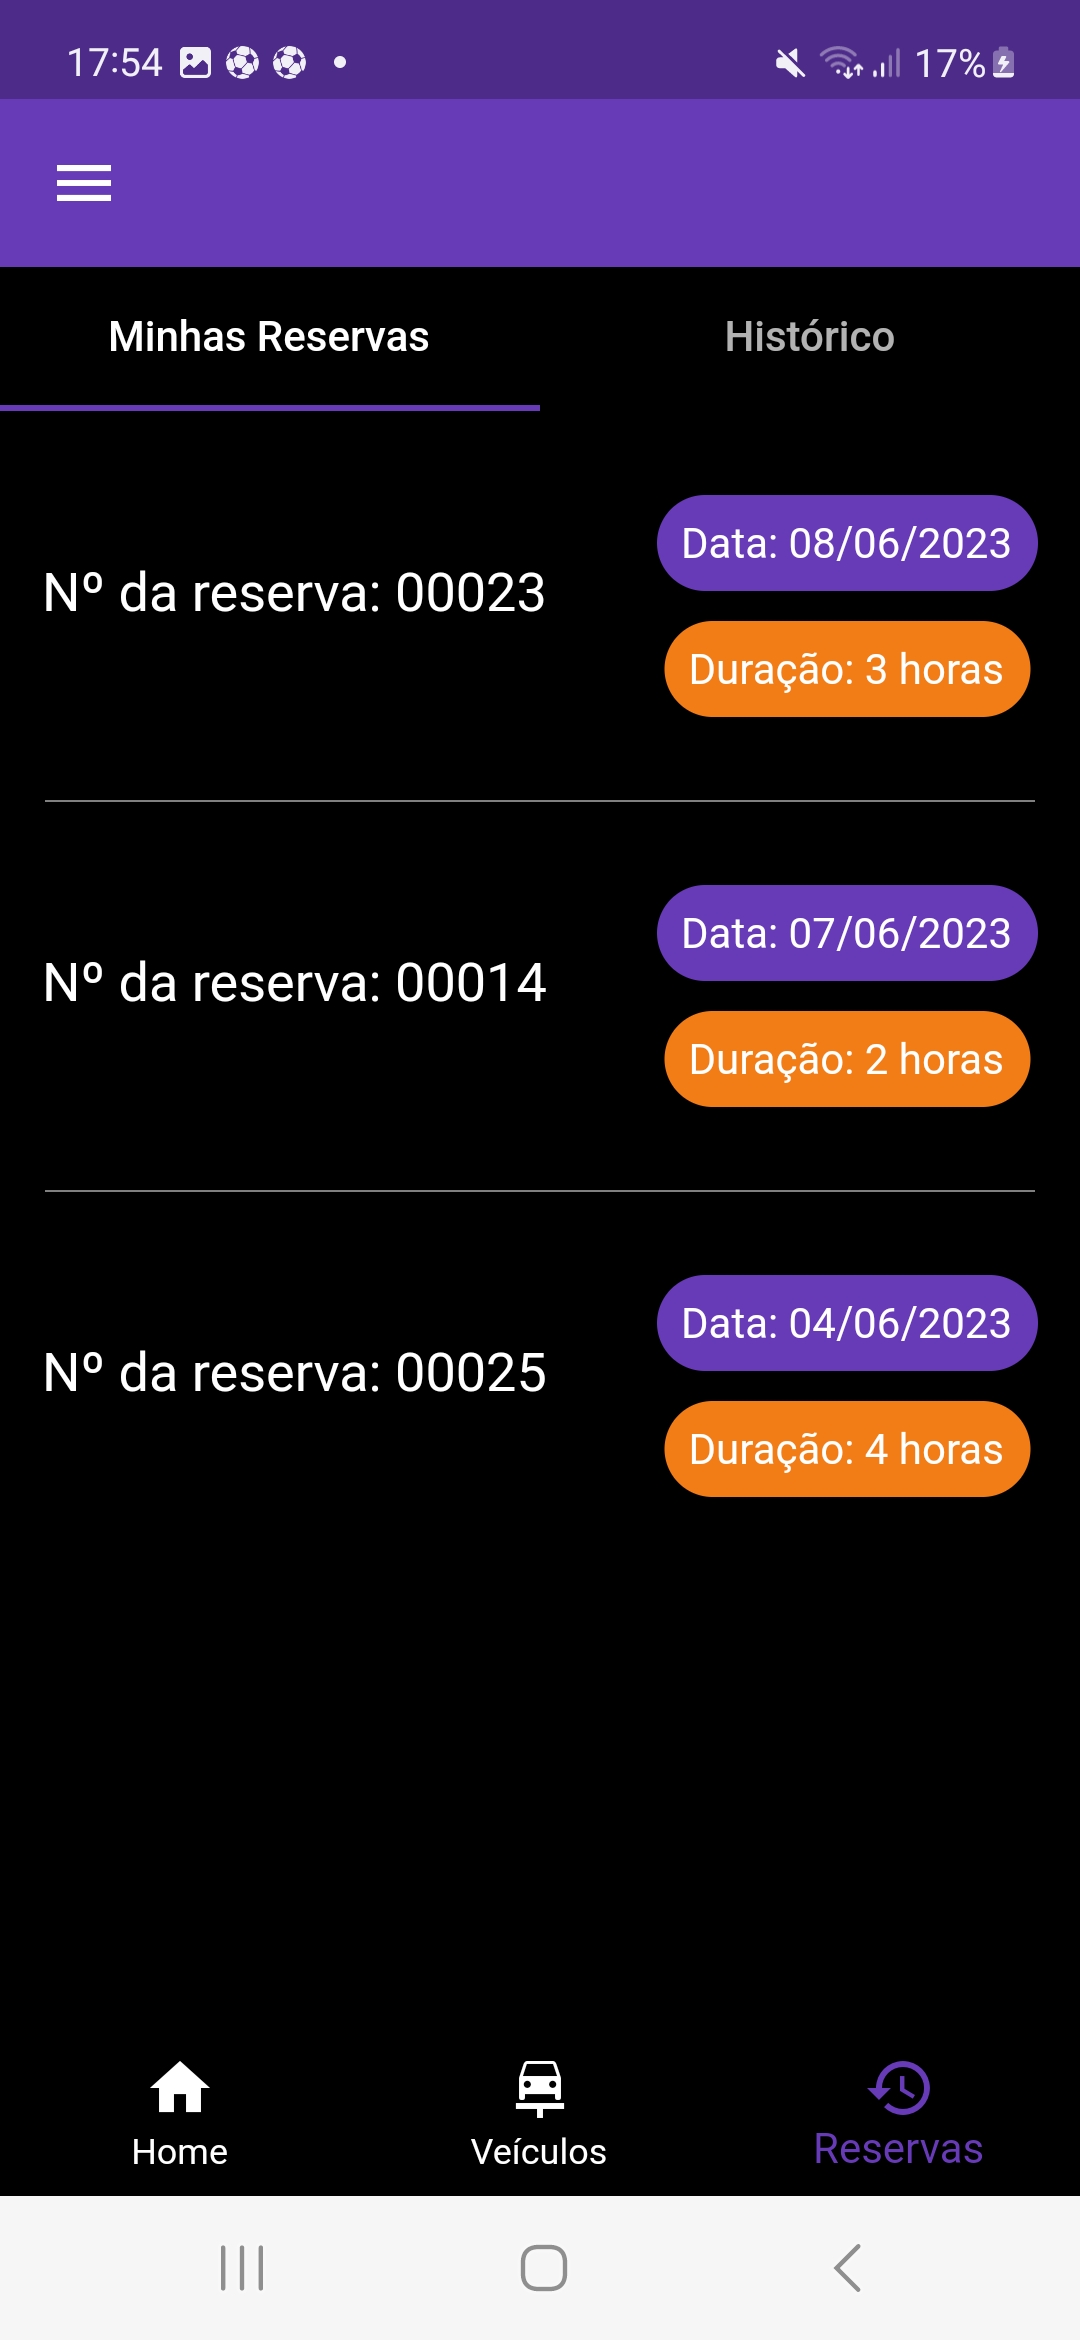 17:54
17%
Minhas Reservas
Histórico
Nº da reserva: 00023
Data: 08/06/2023
Duração: 3 horas
Nº da reserva: 00014
Data: 07/06/2023
Duração: 2 horas
Nº da reserva: 00025
Data: 04/06/2023
Duração: 4 horas
Home
Veículos
Reservas